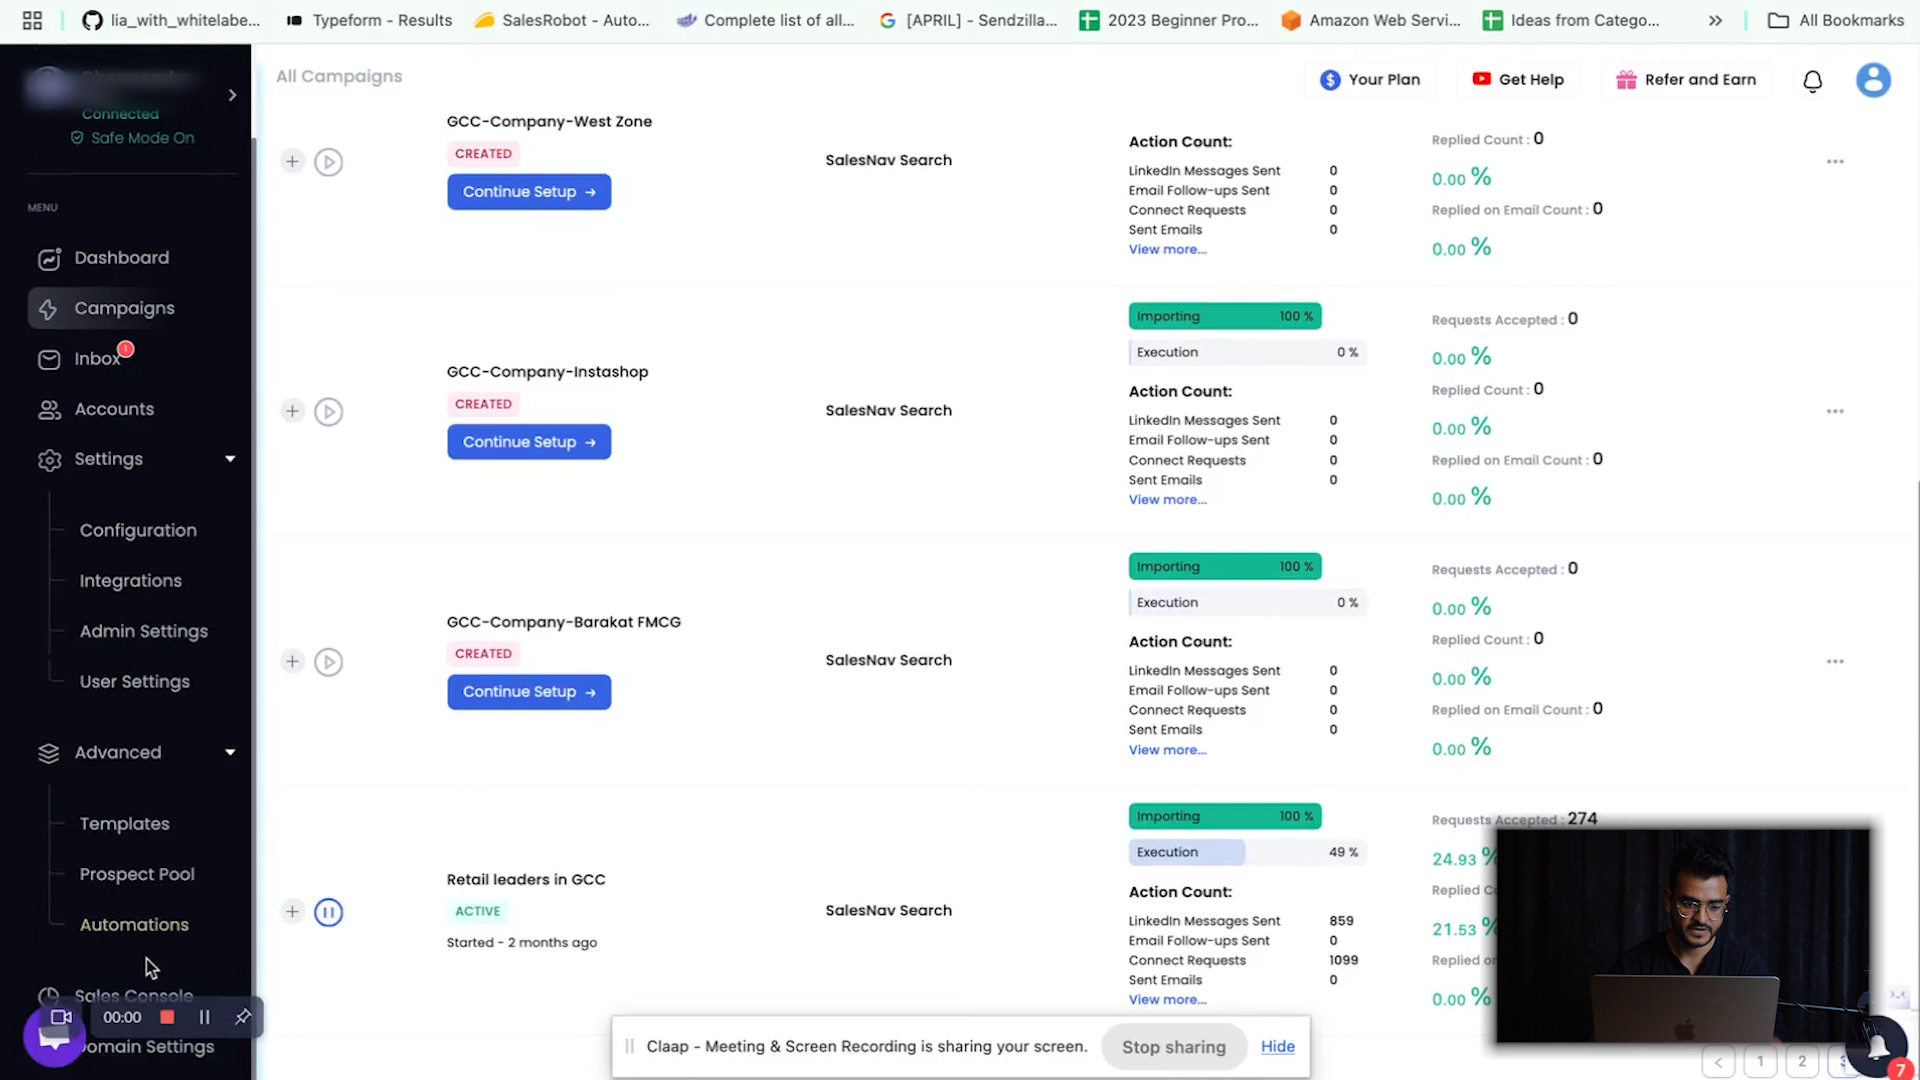 lia_with_whitelabe...
Typeform - Results
SalesRobot - Auto...
Complete list of all...
[APRIL] - Sendzilla...
2023 Beginner Pro...
Amazon Web Servi...
Ideas from Catego...
All Bookmarks
Connected
Safe Mode On
MENU
Dashboard
Campaigns
Inbox
Accounts
Settings
Configuration
Integrations
Admin Settings
User Settings
Advanced
Templates
Prospect Pool
Automations
Sales Console
00:00
Domain Settings
All Campaigns
Your Plan
Get Help
Refer and Earn
GCC-Company-West Zone
CREATED
Continue Setup →
SalesNav Search
Action Count:
LinkedIn Messages Sent 0
Email Follow-ups Sent 0
Connect Requests 0
Sent Emails 0
View more...
Replied Count : 0
0.00 %
Replied on Email Count : 0
0.00 %
GCC-Company-Instashop
CREATED
Continue Setup →
SalesNav Search
Importing 100 %
Execution 0 %
Action Count:
LinkedIn Messages Sent 0
Email Follow-ups Sent 0
Connect Requests 0
Sent Emails 0
View more...
Requests Accepted : 0
0.00 %
Replied Count : 0
0.00 %
Replied on Email Count : 0
0.00 %
GCC-Company-Barakat FMCG
CREATED
Continue Setup →
SalesNav Search
Importing 100 %
Execution 0 %
Action Count:
LinkedIn Messages Sent 0
Email Follow-ups Sent 0
Connect Requests 0
Sent Emails 0
View more...
Requests Accepted : 0
0.00 %
Replied Count : 0
0.00 %
Replied on Email Count : 0
0.00 %
Retail leaders in GCC
ACTIVE
Started - 2 months ago
SalesNav Search
Importing 100 %
Execution 49 %
Action Count:
LinkedIn Messages Sent 859
Email Follow-ups Sent 0
Connect Requests 1099
Sent Emails 0
View more...
Requests Accepted : 274
24.93 %
Replied
21.53 %
Replied on
0.00 %
Claap - Meeting & Screen Recording is sharing your screen.
Stop sharing
Hide
< 1 2
7